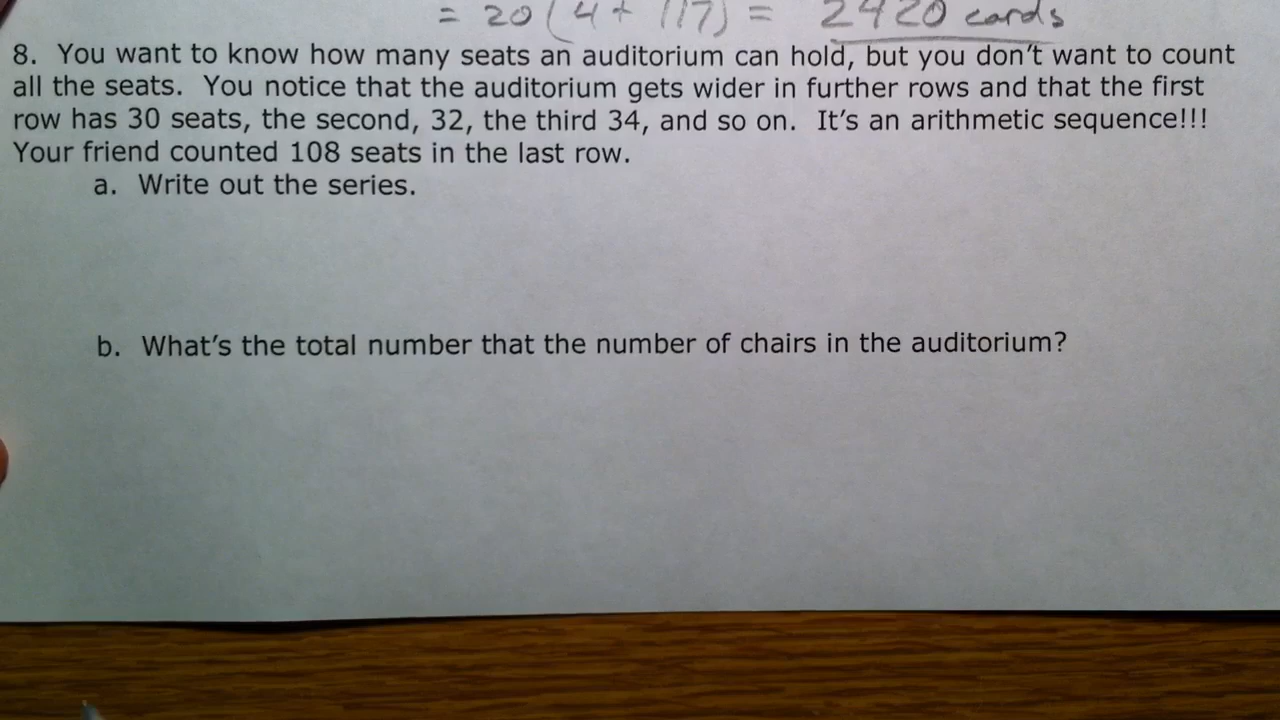 = 20 (4 + 117) = 2420 cards
8. You want to know how many seats an auditorium can hold, but you don't want to count
all the seats. You notice that the auditorium gets wider in further rows and that the first
row has 30 seats, the second, 32, the third 34, and so on. It's an arithmetic sequence!!!
Your friend counted 108 seats in the last row.
a. Write out the series.
b. What's the total number that the number of chairs in the auditorium?